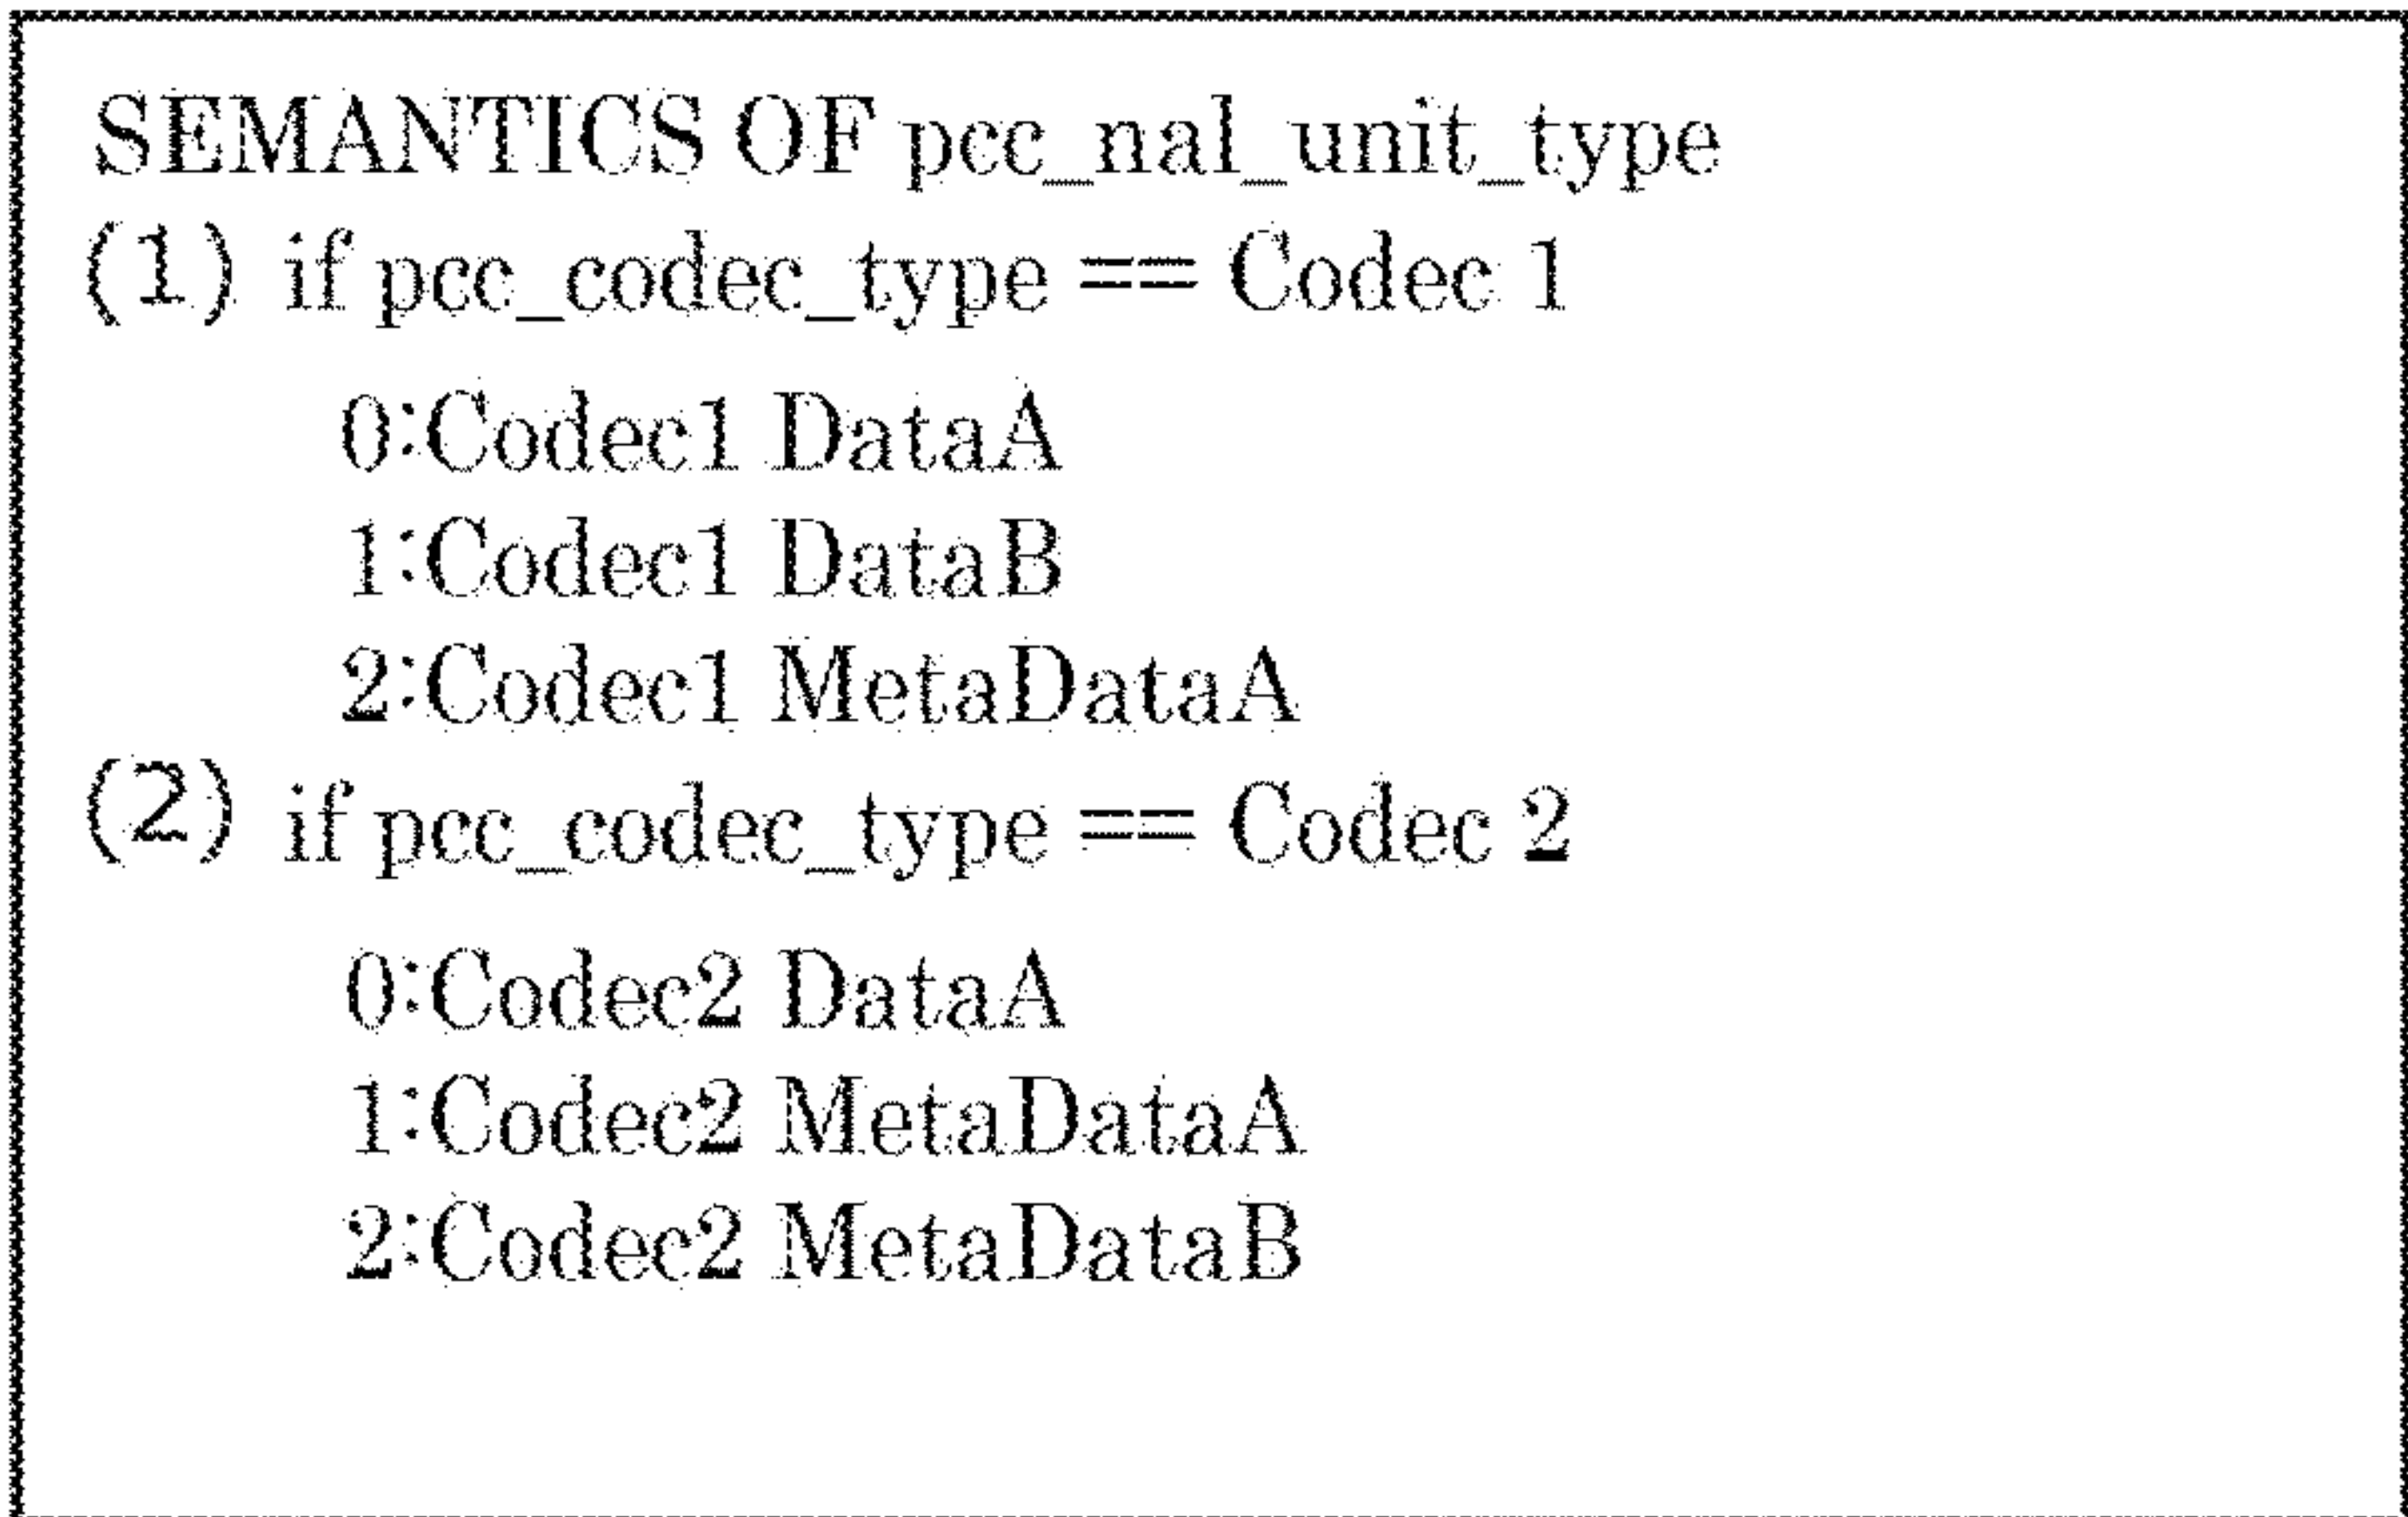 SEMANTICS OF pcc_nal_unit_type
(1) if pcc_codec_type == Codec 1
0:Codec1 DataA
1:Codec1 DataB
2:Codec1 MetaDataA
(2) if pcc_codec_type == Codec 2
0:Codec2 DataA
1:Codec2 MetaDataA
2:Codec2 MetaDataB